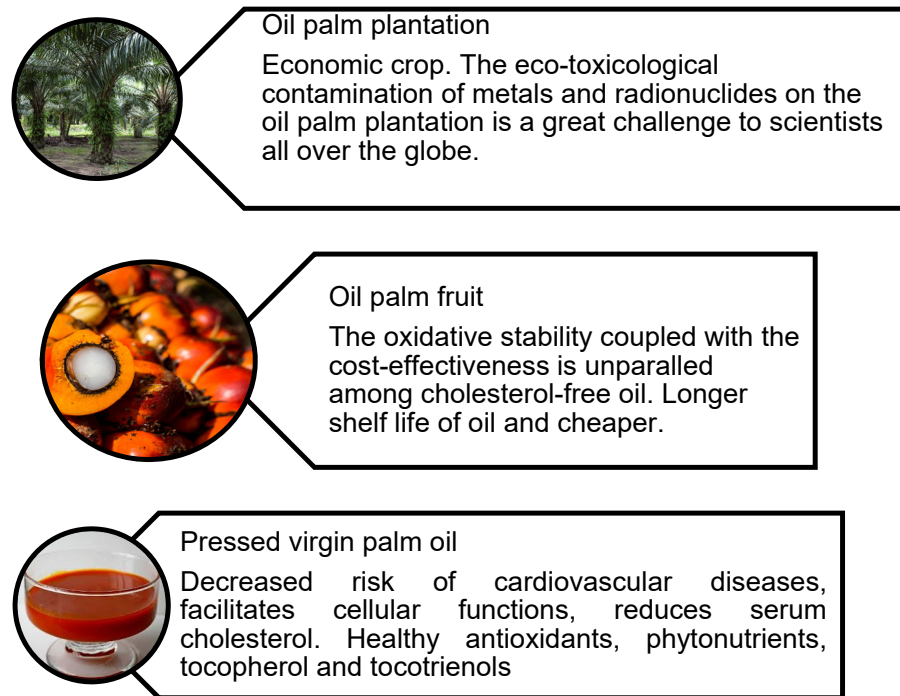 Oil palm plantation
Economic crop. The eco-toxicological
contamination of metals and radionuclides on the
oil palm plantation is a great challenge to scientists
all over the globe.
Oil palm fruit
The oxidative stability coupled with the
cost-effectiveness is unparalled
among cholesterol-free oil. Longer
shelf life of oil and cheaper.
Pressed virgin palm oil
Decreased risk of cardiovascular diseases,
facilitates cellular functions, reduces serum
cholesterol. Healthy antioxidants, phytonutrients,
tocopherol and tocotrienols